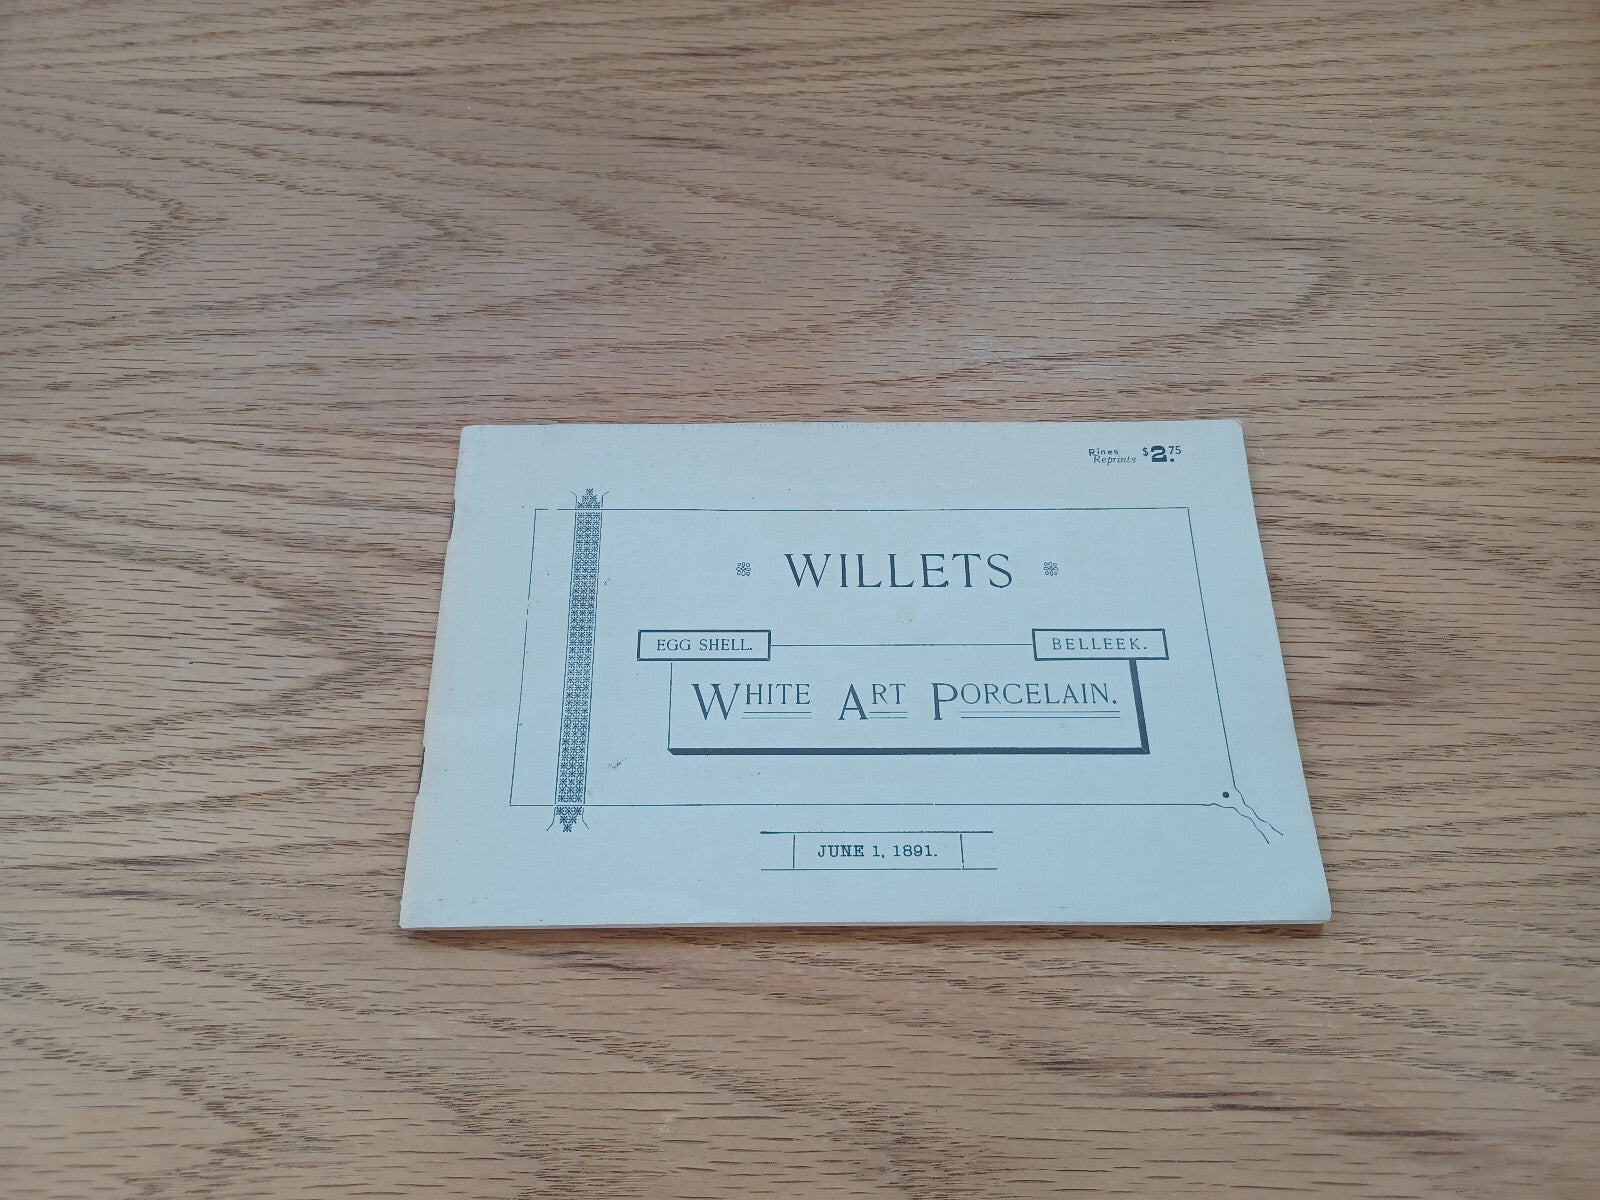 Rines
Reprints $2.75
WILLETS
EGG SHELL. BELLEEK.
WHITE ART PORCELAIN.
JUNE 1, 1891.